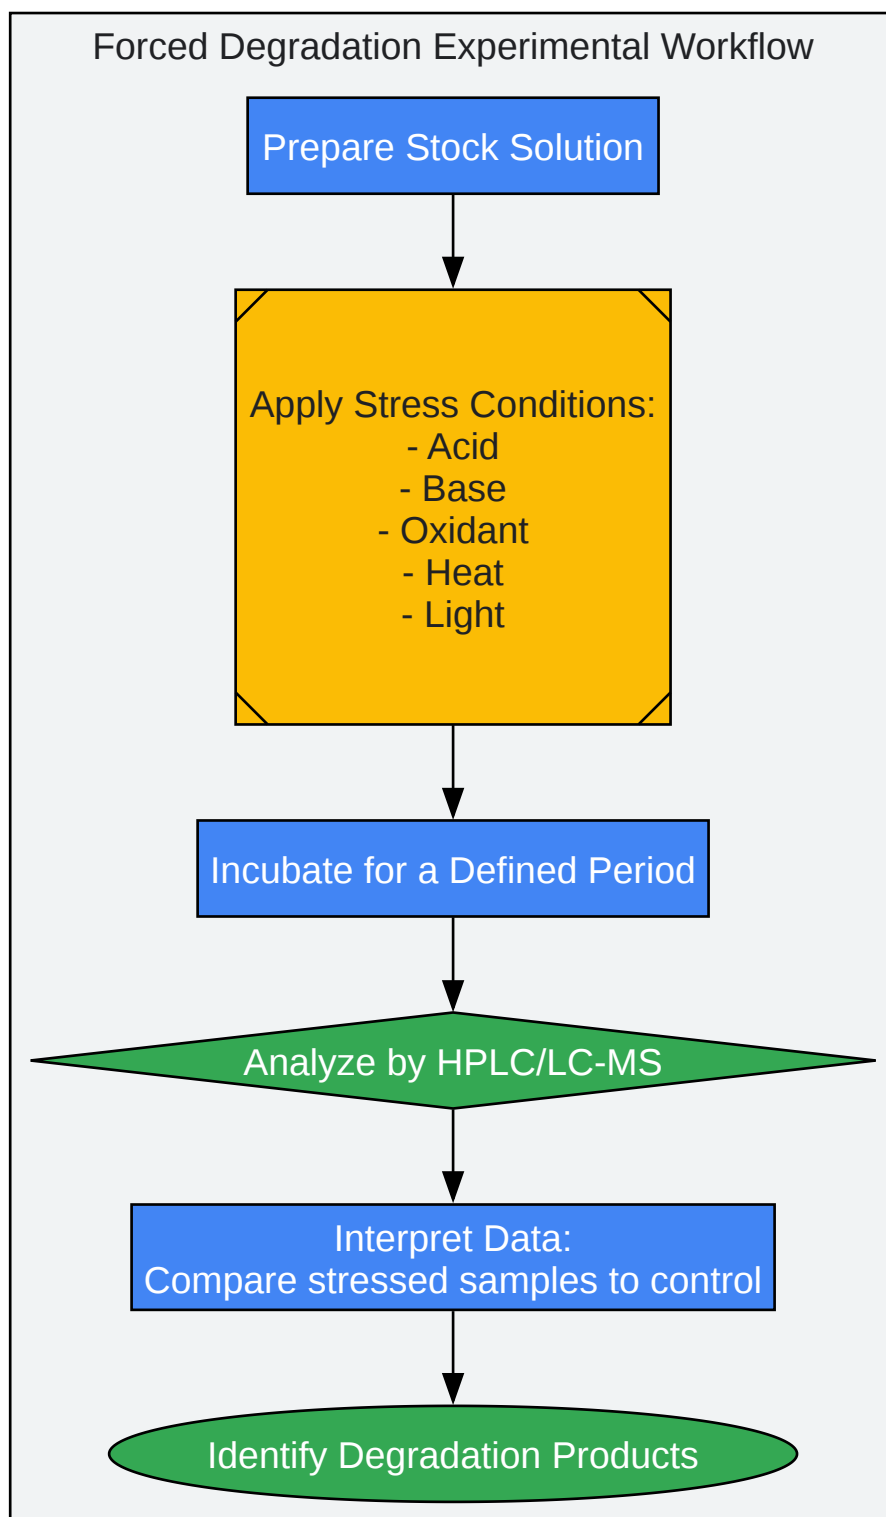 Forced Degradation Experimental Workflow
Prepare Stock Solution
Apply Stress Conditions:
- Acid
- Base
- Oxidant
- Heat
- Light
Incubate for a Defined Period
Analyze by HPLC/LC-MS
Interpret Data:
Compare stressed samples to control
Identify Degradation Products